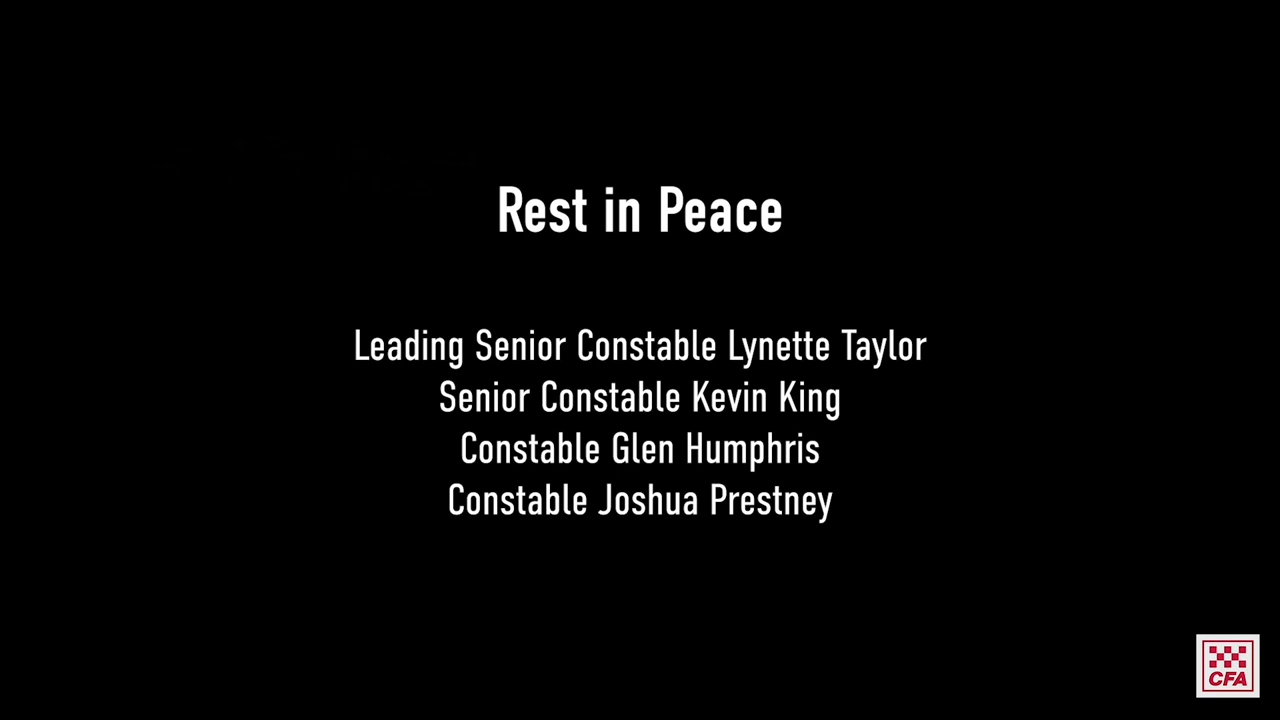 Rest in Peace
Leading Senior Constable Lynette Taylor
Senior Constable Kevin King
Constable Glen Humphris
Constable Joshua Prestney
CFA